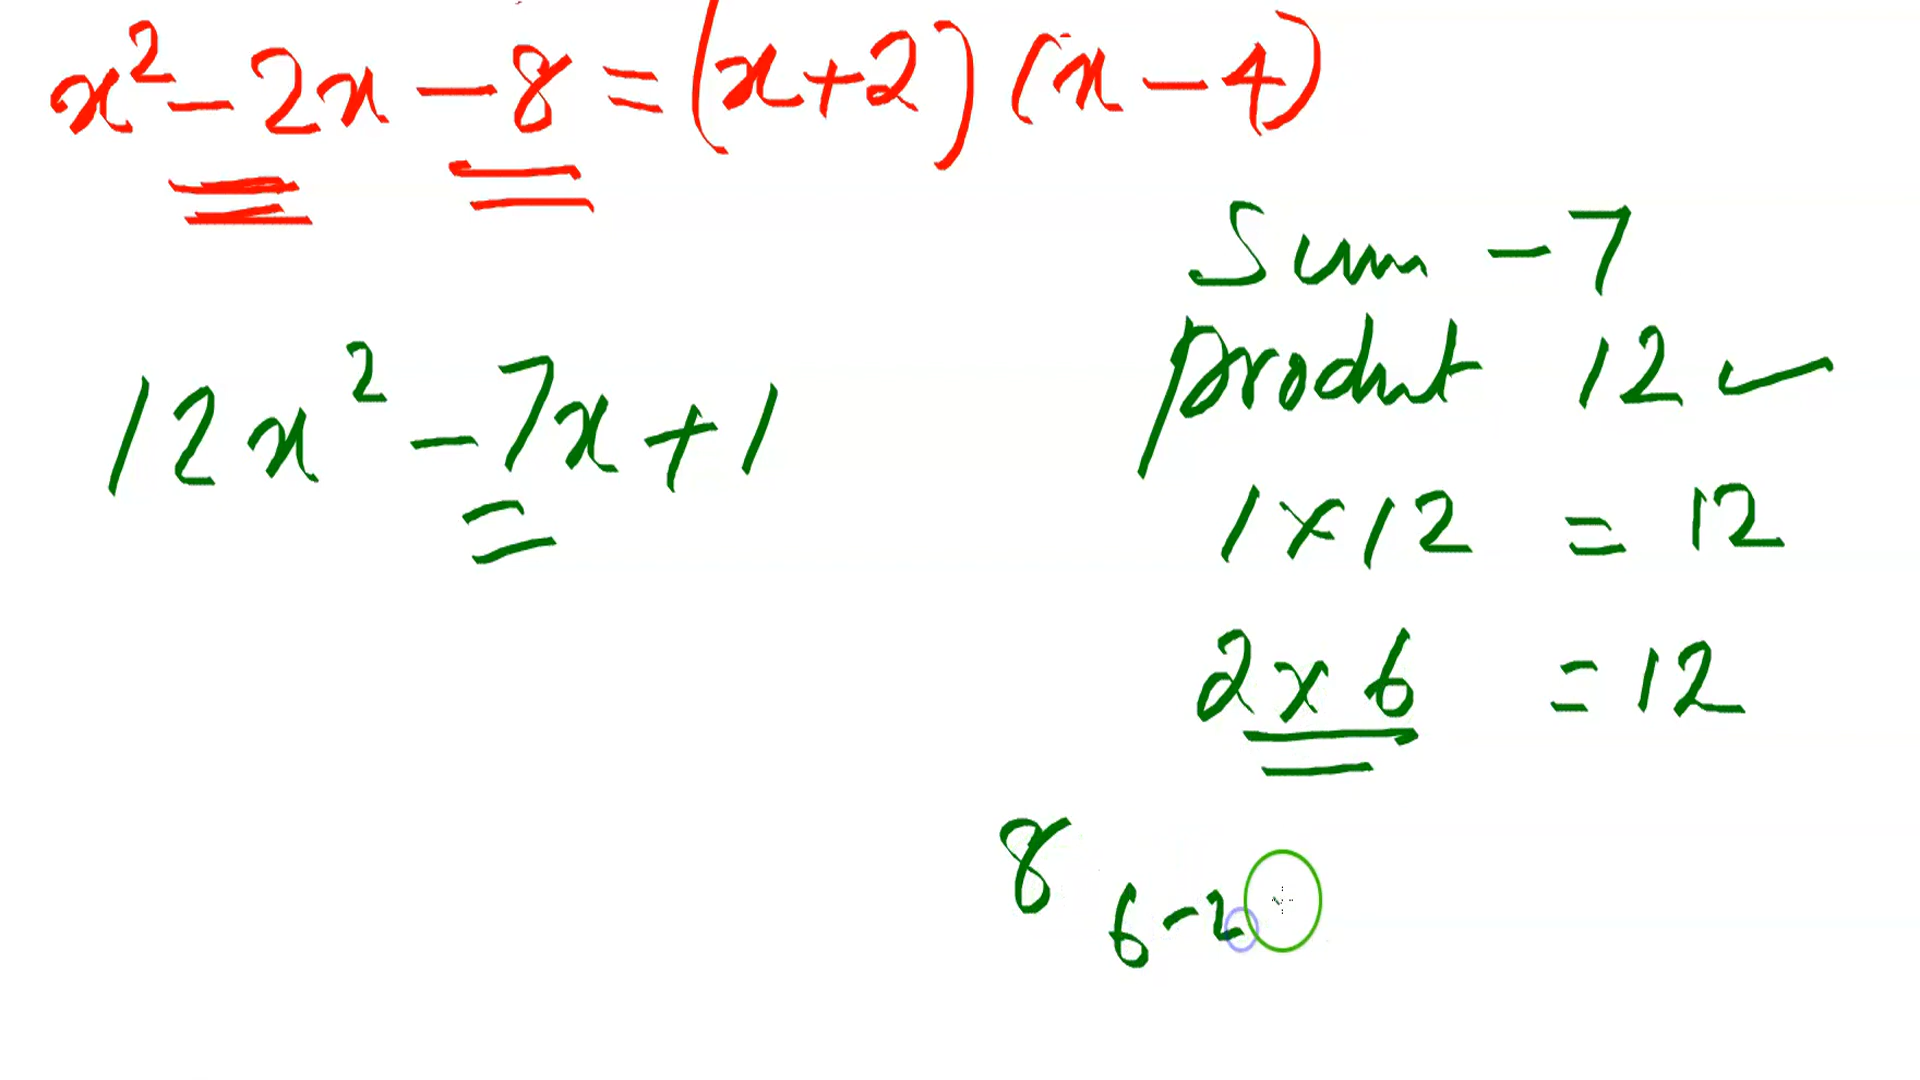 x² - 2x - 8 = (x+2) (x-4)
Sum -7
product 12
12x² - 7x + 1
1 × 12 = 12
2 × 6 = 12
8
6 - 2